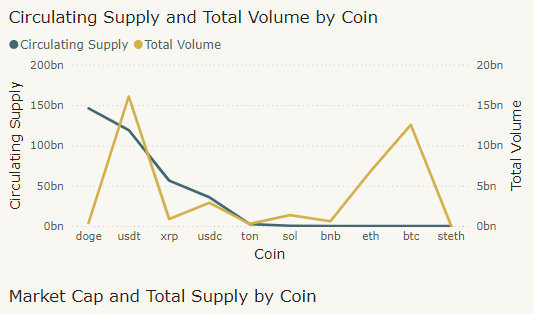 Circulating Supply and Total Volume by Coin
Circulating Supply Total Volume
200bn 20bn
150bn 15bn
100bn 10bn
50bn 5bn
0bn 0bn
Circulating Supply
Total Volume
doge usdt xrp usdc ton sol bnb eth btc steth
Coin
Market Cap and Total Supply by Coin